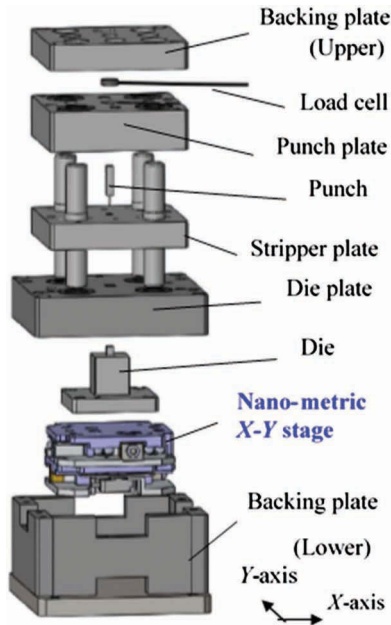 Backing plate
(Upper)
Load cell
Punch plate
Punch
Stripper plate
Die plate
Die
Nano-metric
X-Y stage
Backing plate
(Lower)
Y-axis
X-axis